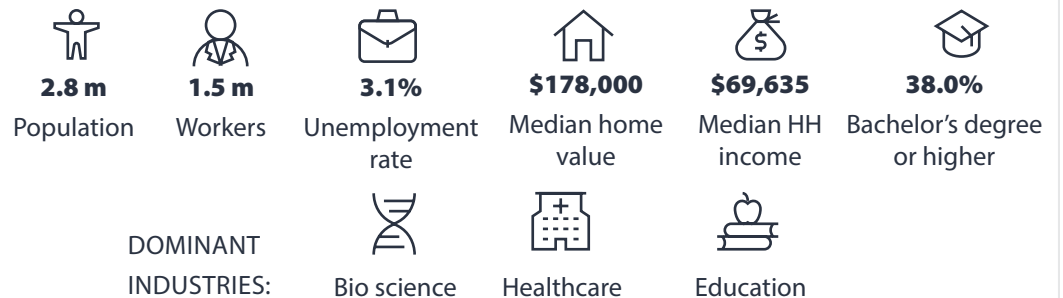 2.8 m
Population
1.5 m
Workers
3.1%
Unemployment
rate
$178,000
Median home
value
$69,635
Median HH
income
38.0%
Bachelor’s degree
or higher
DOMINANT
INDUSTRIES:
Bio science
Healthcare
Education